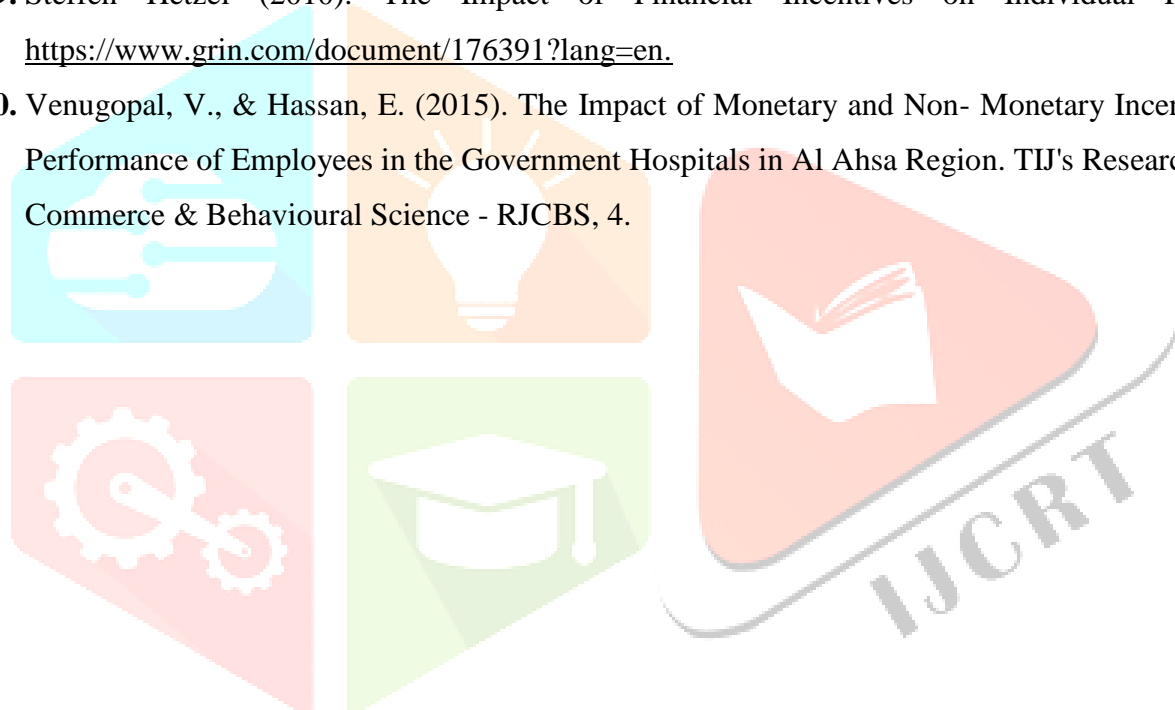 Steffen Hetzel (2010). The Impact of Financial Incentives on Individual
https://www.grin.com/document/176391?lang=en.
0. Venugopal, V., & Hassan, E. (2015). The Impact of Monetary and Non- Monetary
Performance of Employees in the Government Hospitals in Al Ahsa Region. TIJ's
Commerce & Behavioural Science - RJCBS, 4.
IJCRT